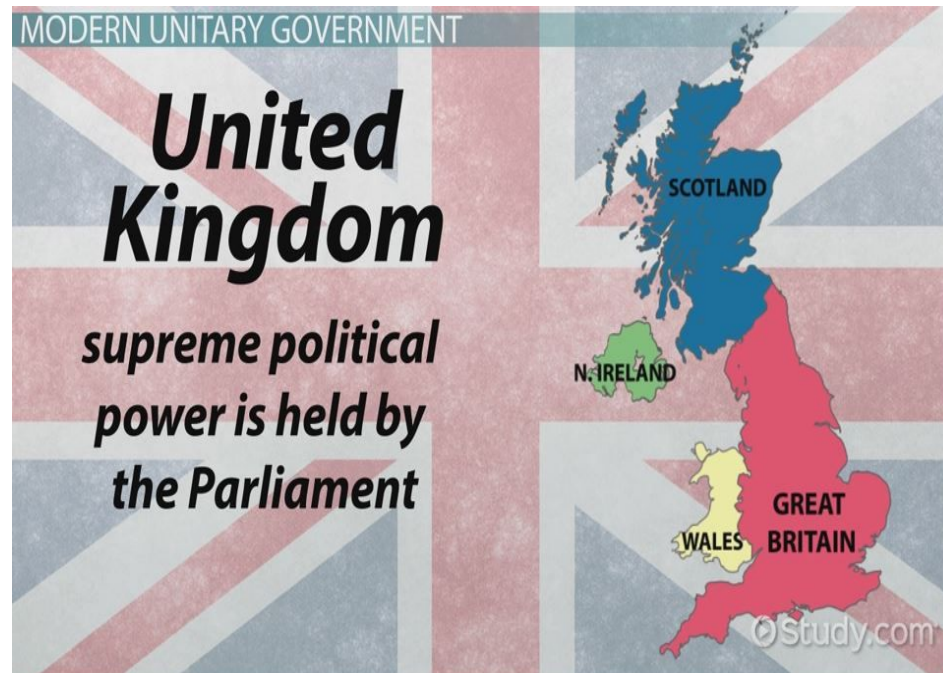 MODERN UNITARY GOVERNMENT
United
Kingdom
supreme political
power is held by
the Parliament
SCOTLAND
N. IRELAND
WALES
GREAT
BRITAIN
Study.com